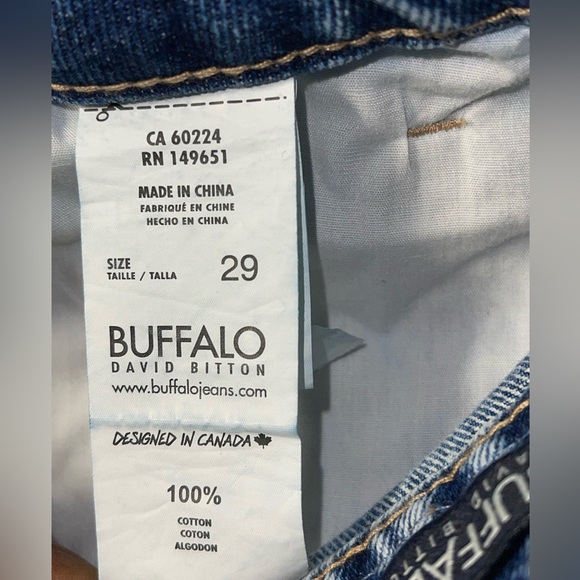 CA 60224
RN 149651
MADE IN CHINA
FABRIQUÉ EN CHINE
HECHO EN CHINA
SIZE 29
TAILLE / TALLA
BUFFALO
DAVID BITTON
www.buffalojeans.com
DESIGNED IN CANADA
100%
COTTON
COTON
ALGODON